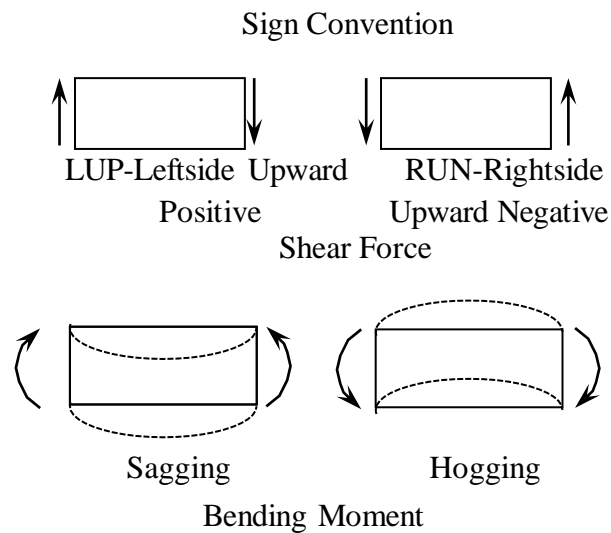 Sign Convention
LUP-Leftside Upward
Positive
RUN-Rightside
Upward Negative
Shear Force
Sagging
Hogging
Bending Moment